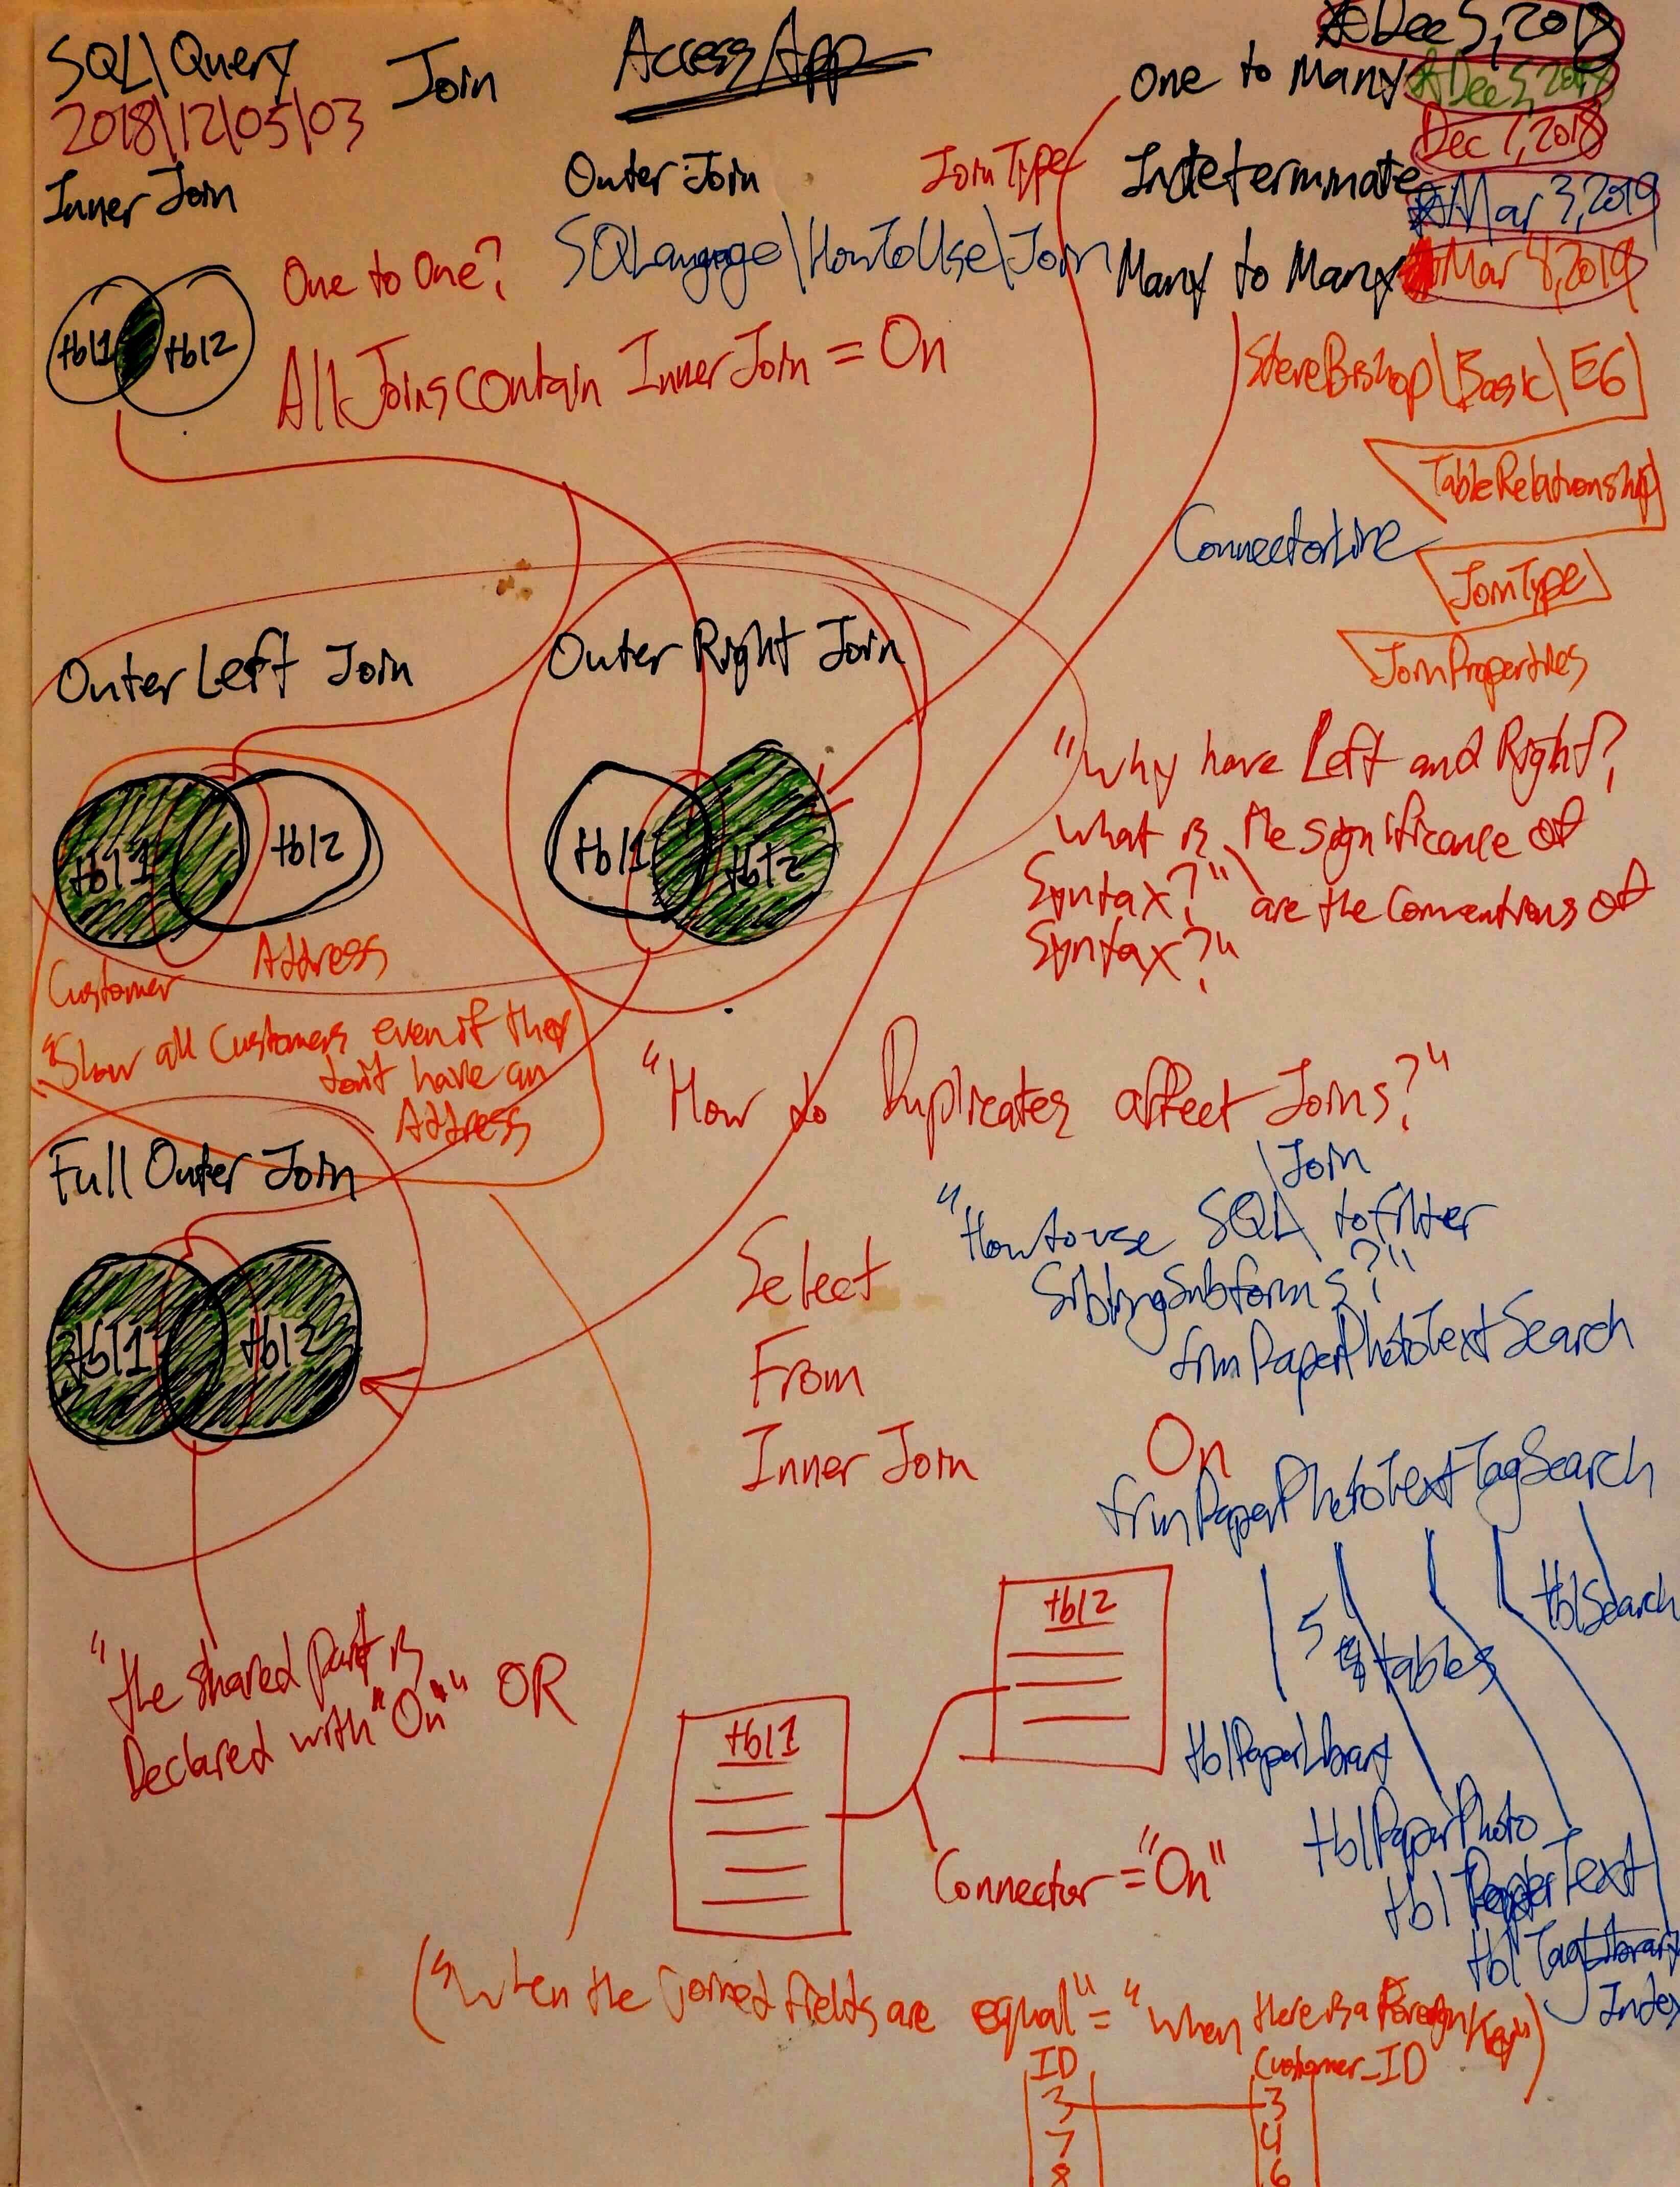 SQL\Query
Join
Access App
One to Many
Dec 5, 2018
Dec 5, 2018
2018\12\05\03
Dec 7, 2018
Inner Join
Outer Join
Join Type
Indeterminate
Mar 3, 2019
One to One?
\HowToUse\Join
Many to Many
Mar 4, 2019
tbl1 tbl2
All Joins contain Inner Join = On
SteveBishop\Basic\E6
TableRelationship
ConnectorLine
JoinType
JoinProperties
Outer Left Join
Outer Right Join
tbl1 tbl2
tbl1 tbl2
"Why have Left and Right?
what is the significance of
Syntax?" \ are the Conventions of
Syntax?"
Customer
Address
"Show all Customers even if they
don't have an
Address
"How do Duplicates affect Joins?"
Full Outer Join
\Join
"How to use SQL to filter
SiblingSubforms?"
frmPaperPhotoTextSearch
tbl1 tbl2
Select
From
Inner Join
On
frmPaperPhotoTextTagSearch
"the shared part is
Declared with "On"" OR
tbl2
5
tables
tblSearch
tbl1
tblPaperLibrary
tblPaperPhoto
Connector = "On"
Index
("When the joined fields are equal" = "When there is a Foreign Key")
ID
Customer_ID
3 3
7 4
8 6